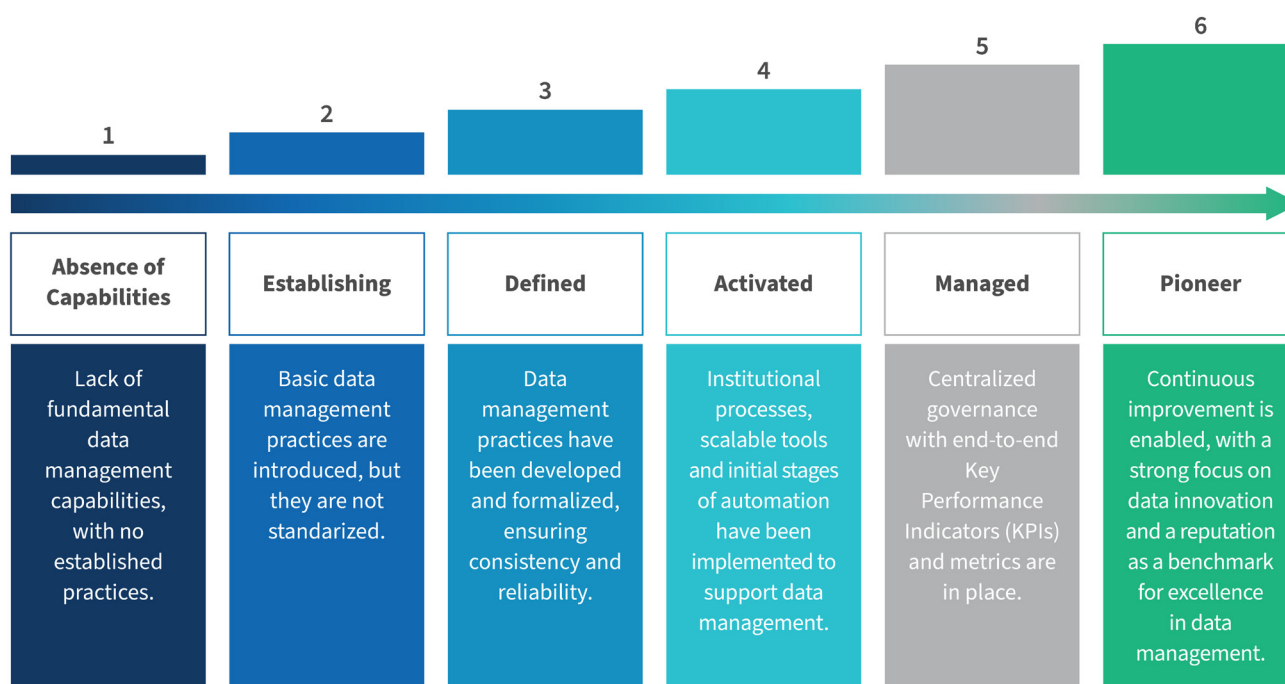 1
2
3
4
5
6
Absence of
Capabilities
Establishing
Defined
Activated
Managed
Pioneer
Lack of
fundamental
data
management
capabilities,
with no
established
practices.
Basic data
management
practices are
introduced, but
they are not
standarized.
Data
management
practices have
been developed
and formalized,
ensuring
consistency and
reliability.
Institutional
processes,
scalable tools
and initial stages
of automation
have been
implemented to
support data
management.
Centralized
governance
with end-to-end
Key
Performance
Indicators (KPIs)
and metrics are
in place.
Continuous
improvement is
enabled, with a
strong focus on
data innovation
and a reputation
as a benchmark
for excellence
in data
management.